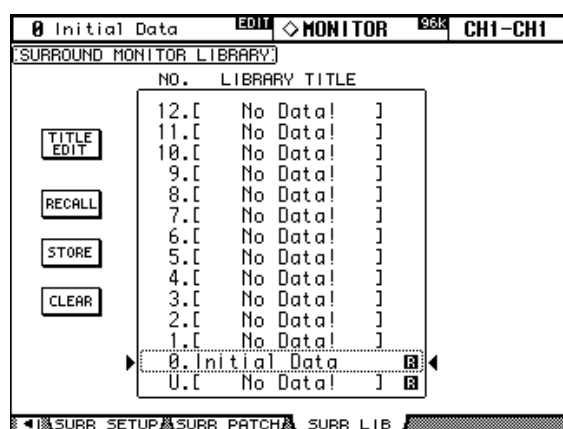 0 Initial Data EDIT ◇MONITOR 96k CH1-CH1
SURROUND MONITOR LIBRARY
NO. LIBRARY TITLE
12.[ No Data! ]
11.[ No Data! ]
10.[ No Data! ]
9.[ No Data! ]
8.[ No Data! ]
7.[ No Data! ]
6.[ No Data! ]
5.[ No Data! ]
4.[ No Data! ]
3.[ No Data! ]
2.[ No Data! ]
1.[ No Data! ]
0.Initial Data R
U.[ No Data! ] R
TITLE EDIT
RECALL
STORE
CLEAR
SURR SETUP SURR PATCH SURR LIB